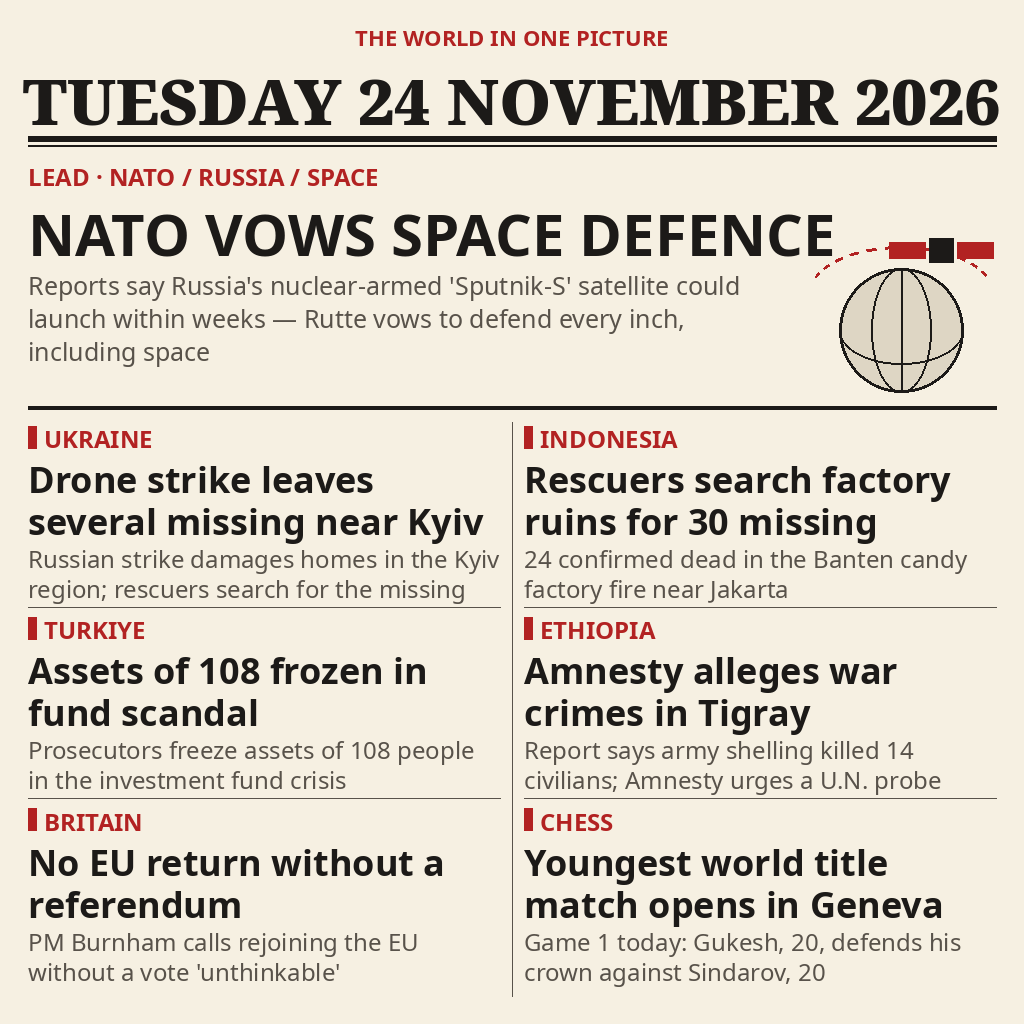 THE WORLD IN ONE PICTURE
TUESDAY 24 NOVEMBER 2026
LEAD · NATO / RUSSIA / SPACE
NATO VOWS SPACE DEFENCE
Reports say Russia's nuclear-armed 'Sputnik-S' satellite could
launch within weeks — Rutte vows to defend every inch,
including space
UKRAINE
Drone strike leaves
several missing near Kyiv
Russian strike damages homes in the Kyiv
region; rescuers search for the missing
INDONESIA
Rescuers search factory
ruins for 30 missing
24 confirmed dead in the Banten candy
factory fire near Jakarta
TURKIYE
Assets of 108 frozen in
fund scandal
Prosecutors freeze assets of 108 people
in the investment fund crisis
ETHIOPIA
Amnesty alleges war
crimes in Tigray
Report says army shelling killed 14
civilians; Amnesty urges a U.N. probe
BRITAIN
No EU return without a
referendum
PM Burnham calls rejoining the EU
without a vote 'unthinkable'
CHESS
Youngest world title
match opens in Geneva
Game 1 today: Gukesh, 20, defends his
crown against Sindarov, 20